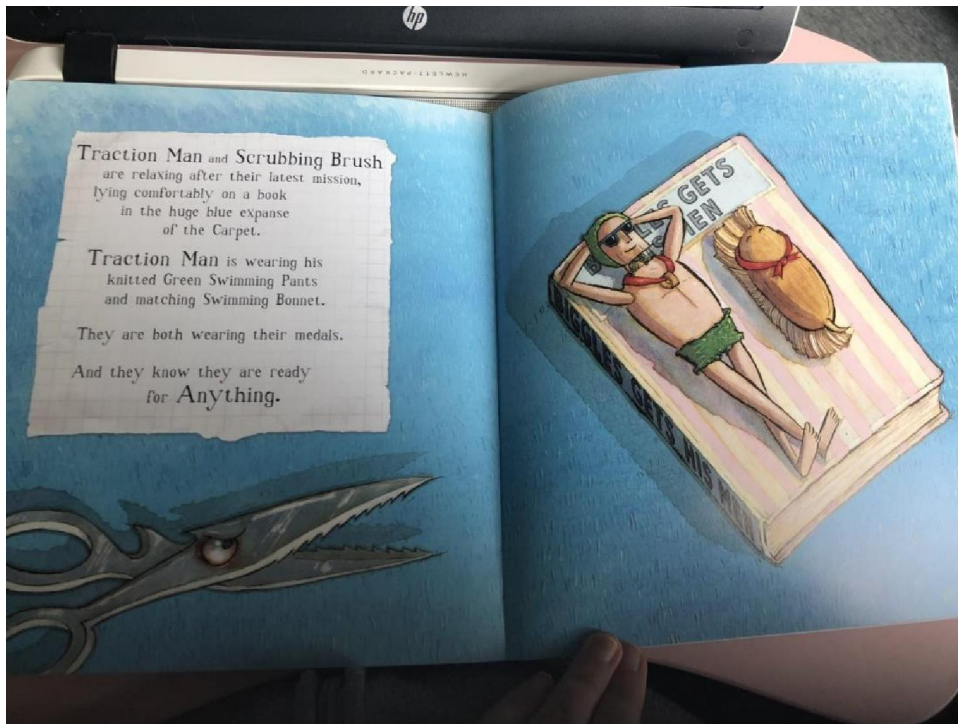 hp
HEWLETT-PACKARD
Traction Man and Scrubbing Brush
are relaxing after their latest mission,
lying comfortably on a book
in the huge blue expanse
of the Carpet.
Traction Man is wearing his
knitted Green Swimming Pants
and matching Swimming Bonnet.
They are both wearing their medals.
And they know they are ready
for Anything.
GETS
MEN
BIGGLES GETS HIS MEN